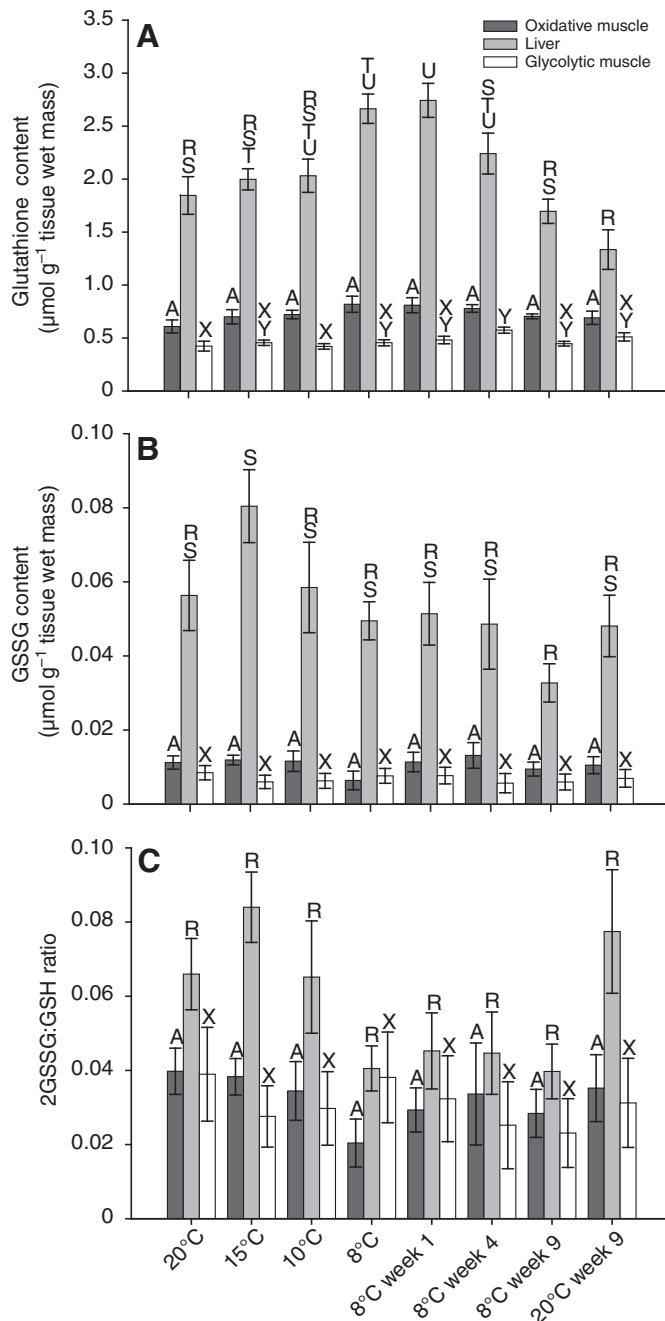 A
Oxidative muscle
Liver
Glycolytic muscle
Glutathione content
(µmol g⁻¹ tissue wet mass)
3.5
3.0
2.5
2.0
1.5
1.0
0.5
0
A R S X
A R S T X Y
A R S T U X
A T U X Y
A U X Y
A S T U Y
A R S X Y
A R X Y
B
GSSG content
(µmol g⁻¹ tissue wet mass)
0.10
0.08
0.06
0.04
0.02
0
A R S X
A S X
A R S X
A R S X
A R S X
A R S X
A R X
A R S X
C
2GSSG:GSH ratio
0.10
0.08
0.06
0.04
0.02
0
A R X
A R X
A R X
A R X
A R X
A R X
A R X
A R X
20°C
15°C
10°C
8°C
8°C week 1
8°C week 4
8°C week 9
20°C week 9